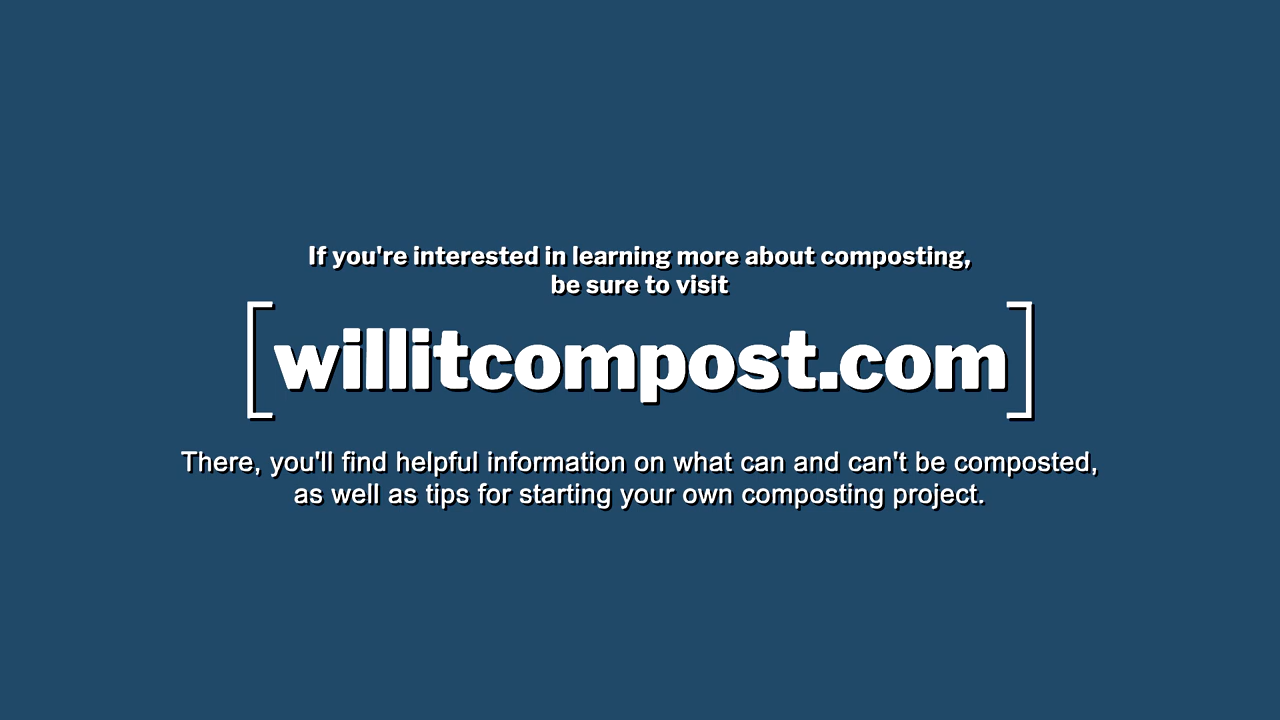 If you're interested in learning more about composting,
be sure to visit
willitcompost.com
There, you'll find helpful information on what can and can't be composted,
as well as tips for starting your own composting project.